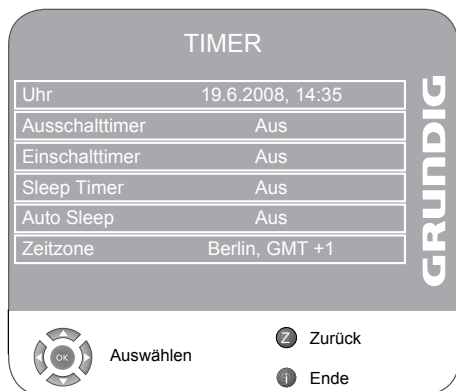 TIMER
Uhr 19.6.2008, 14:35
Ausschalttimer Aus
Einschalttimer Aus
Sleep Timer Aus
Auto Sleep Aus
Zeitzone Berlin, GMT +1
GRUNDIG
OK Auswählen
Z Zurück
i Ende